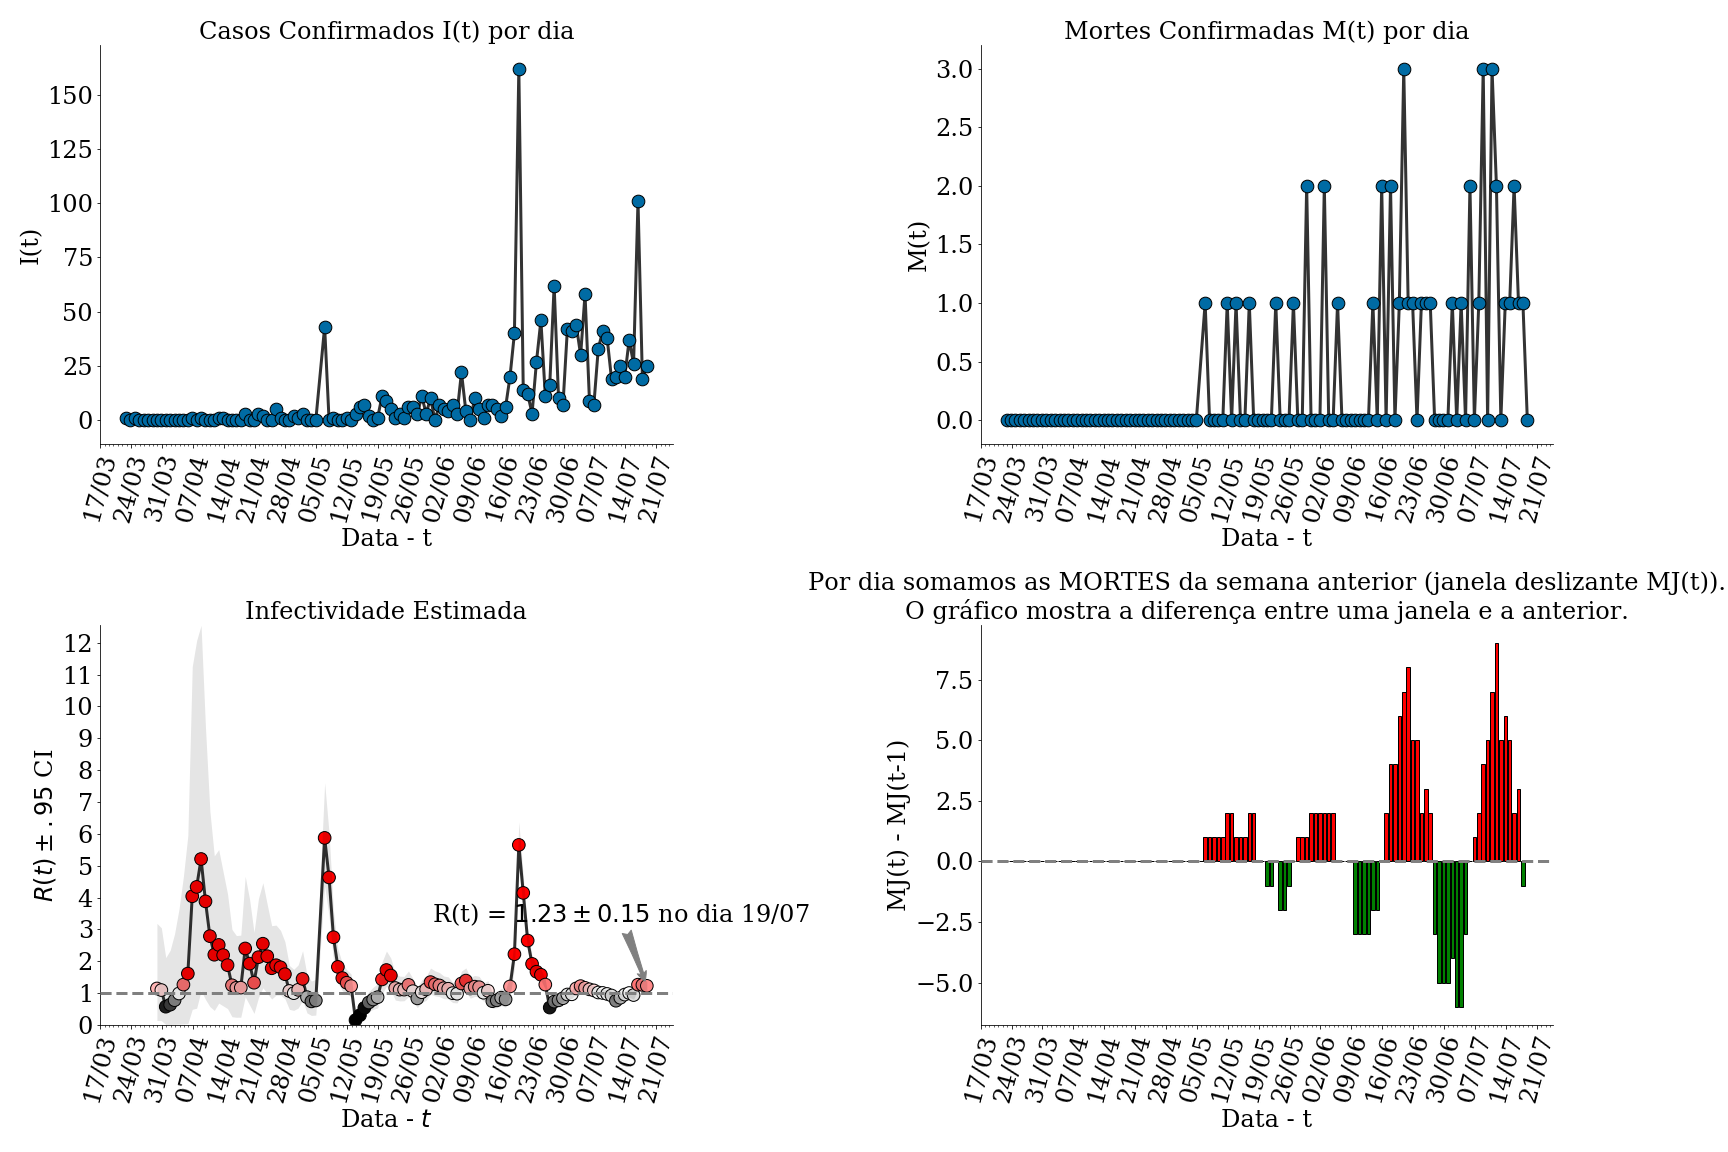 Casos Confirmados I(t) por dia
I(t)
150
125
100
75
50
25
0
17/03 24/03 31/03 07/04 14/04 21/04 28/04 05/05 12/05 19/05 26/05 02/06 09/06 16/06 23/06 30/06 07/07 14/07 21/07
Data - t
Mortes Confirmadas M(t) por dia
M(t)
3.0
2.5
2.0
1.5
1.0
0.5
0.0
17/03 24/03 31/03 07/04 14/04 21/04 28/04 05/05 12/05 19/05 26/05 02/06 09/06 16/06 23/06 30/06 07/07 14/07 21/07
Data - t
Infectividade Estimada
R(t) ± .95 CI
12
11
10
9
8
7
6
5
4
3
2
1
0
R(t) = 1.23 ± 0.15 no dia 19/07
17/03 24/03 31/03 07/04 14/04 21/04 28/04 05/05 12/05 19/05 26/05 02/06 09/06 16/06 23/06 30/06 07/07 14/07 21/07
Data - t
Por dia somamos as MORTES da semana anterior (janela deslizante MJ(t)).
O gráfico mostra a diferença entre uma janela e a anterior.
MJ(t) - MJ(t-1)
7.5
5.0
2.5
0.0
−2.5
−5.0
17/03 24/03 31/03 07/04 14/04 21/04 28/04 05/05 12/05 19/05 26/05 02/06 09/06 16/06 23/06 30/06 07/07 14/07 21/07
Data - t